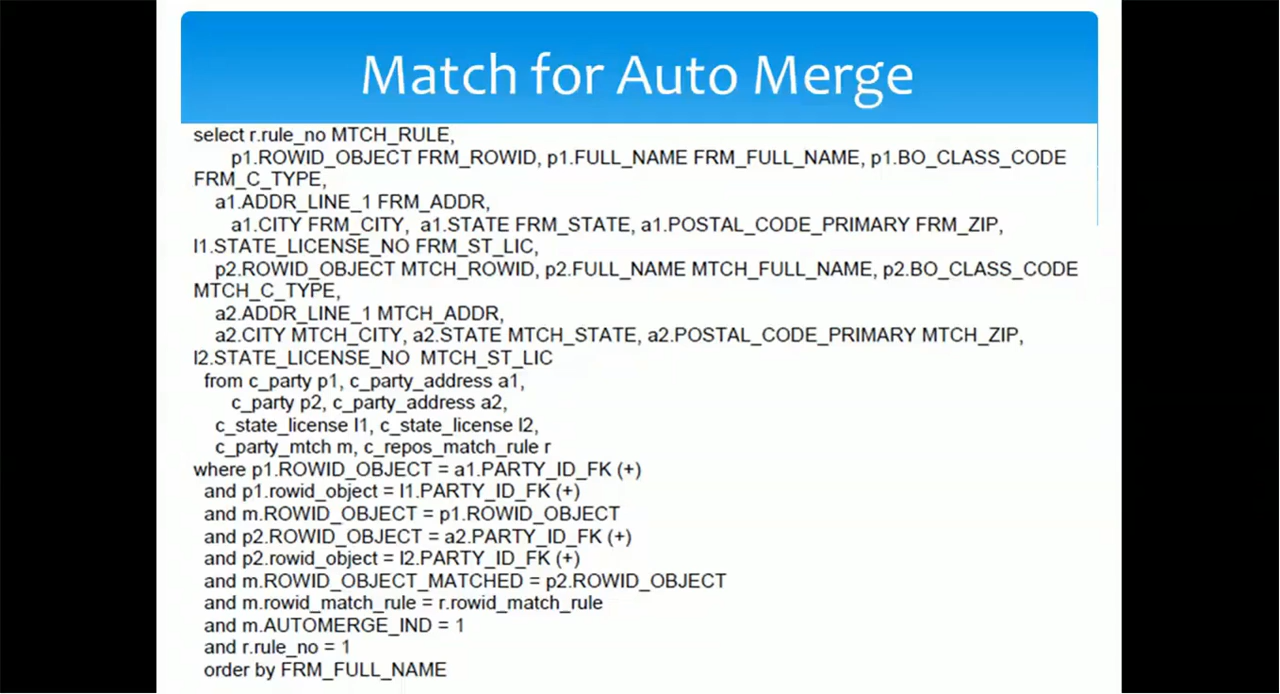 Match for Auto Merge
select r.rule_no MTCH_RULE,
p1.ROWID_OBJECT FRM_ROWID, p1.FULL_NAME FRM_FULL_NAME, p1.BO_CLASS_CODE
FRM_C_TYPE,
a1.ADDR_LINE_1 FRM_ADDR,
a1.CITY FRM_CITY, a1.STATE FRM_STATE, a1.POSTAL_CODE_PRIMARY FRM_ZIP,
l1.STATE_LICENSE_NO FRM_ST_LIC,
p2.ROWID_OBJECT MTCH_ROWID, p2.FULL_NAME MTCH_FULL_NAME, p2.BO_CLASS_CODE
MTCH_C_TYPE,
a2.ADDR_LINE_1 MTCH_ADDR,
a2.CITY MTCH_CITY, a2.STATE MTCH_STATE, a2.POSTAL_CODE_PRIMARY MTCH_ZIP,
l2.STATE_LICENSE_NO MTCH_ST_LIC
from c_party p1, c_party_address a1,
c_party p2, c_party_address a2,
c_state_license l1, c_state_license l2,
c_party_mtch m, c_repos_match_rule r
where p1.ROWID_OBJECT = a1.PARTY_ID_FK (+)
and p1.rowid_object = l1.PARTY_ID_FK (+)
and m.ROWID_OBJECT = p1.ROWID_OBJECT
and p2.ROWID_OBJECT = a2.PARTY_ID_FK (+)
and p2.rowid_object = l2.PARTY_ID_FK (+)
and m.ROWID_OBJECT_MATCHED = p2.ROWID_OBJECT
and m.rowid_match_rule = r.rowid_match_rule
and m.AUTOMERGE_IND = 1
and r.rule_no = 1
order by FRM_FULL_NAME